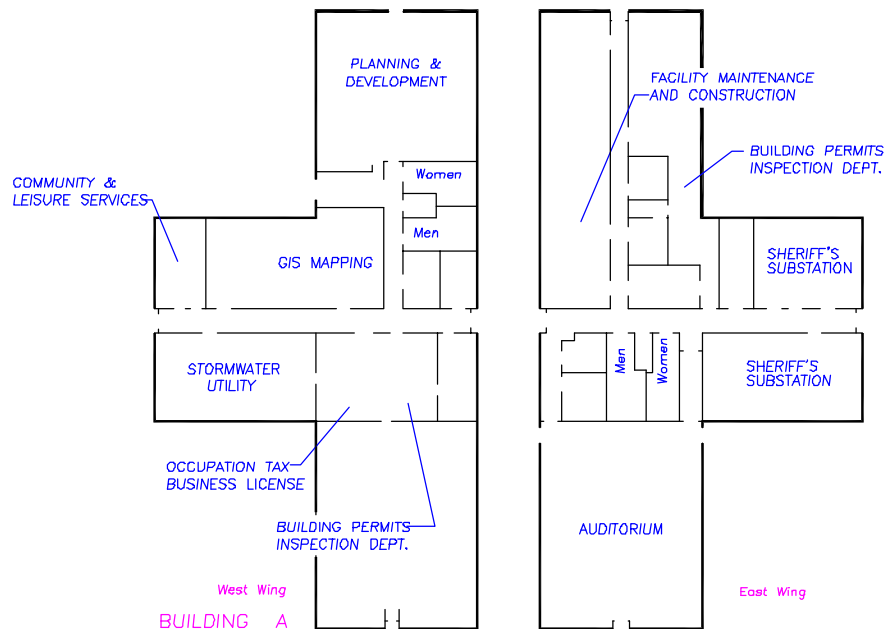 PLANNING &
DEVELOPMENT
FACILITY MAINTENANCE
AND CONSTRUCTION
BUILDING PERMITS
INSPECTION DEPT.
Women
COMMUNITY &
LEISURE SERVICES
Men
GIS MAPPING
SHERIFF'S
SUBSTATION
STORMWATER
UTILITY
Men
Women
SHERIFF'S
SUBSTATION
OCCUPATION TAX
BUSINESS LICENSE
BUILDING PERMITS
INSPECTION DEPT.
AUDITORIUM
West Wing
East Wing
BUILDING A